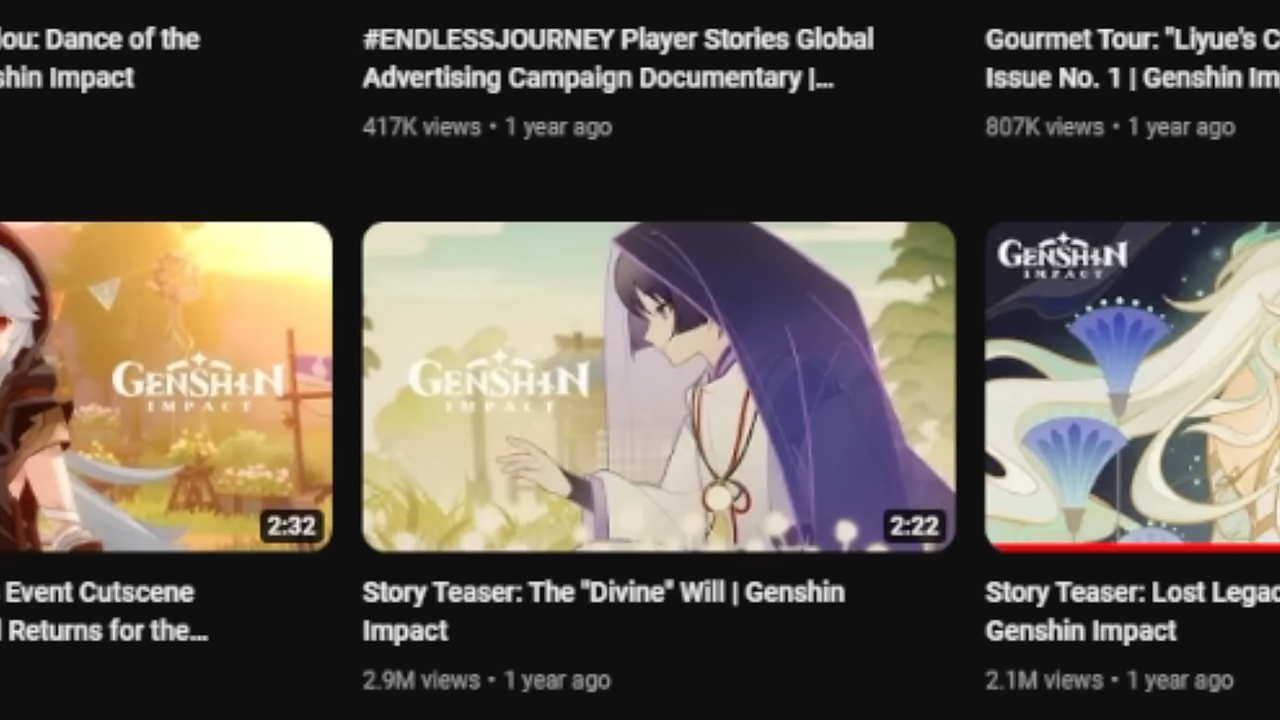 lou: Dance of the
shin Impact
#ENDLESSJOURNEY Player Stories Global
Advertising Campaign Documentary |...
417K views • 1 year ago
Gourmet Tour: "Liyue's C
Issue No. 1 | Genshin Im
807K views • 1 year ago
GENSHIN
IMPACT
2:32
GENSHIN
IMPACT
2:22
GENSHIN
IMPACT
Event Cutscene
Returns for the...
Story Teaser: The "Divine" Will | Genshin
Impact
2.9M views • 1 year ago
Story Teaser: Lost Legac
Genshin Impact
2.1M views • 1 year ago